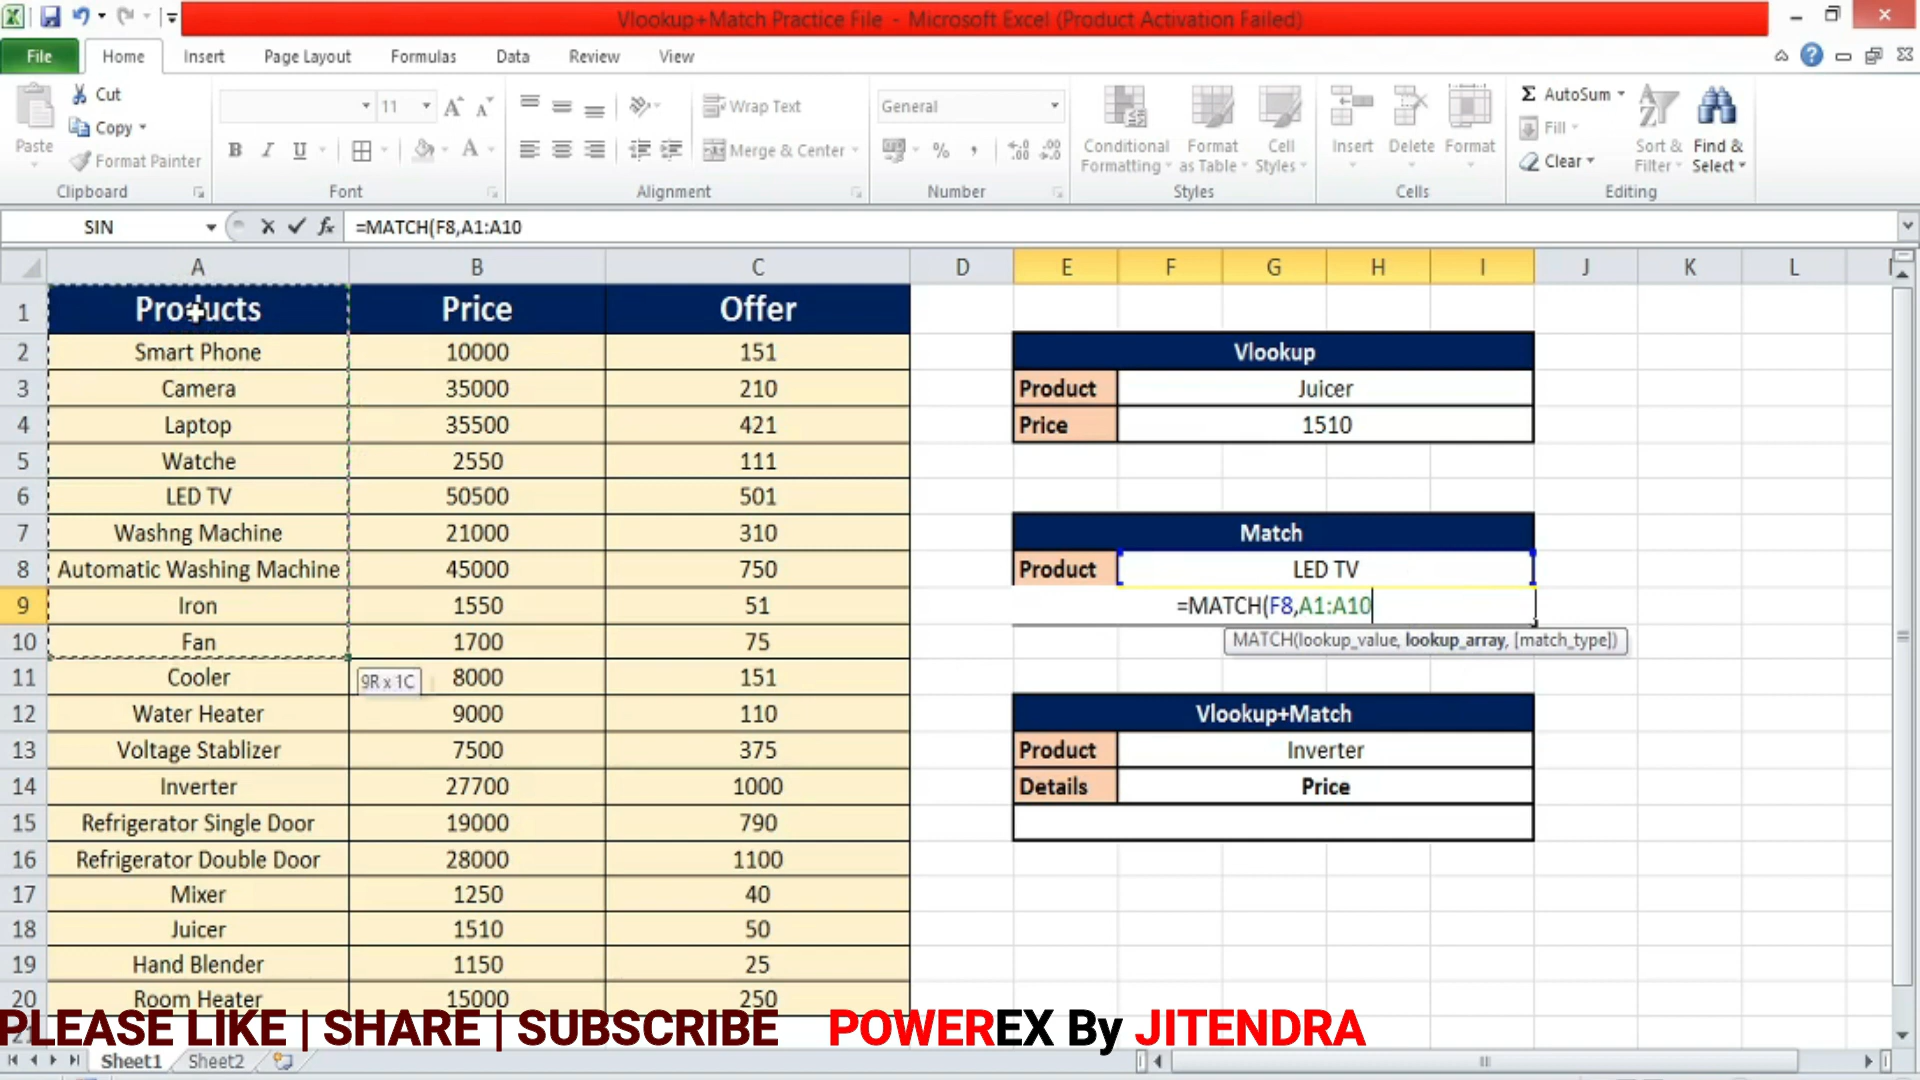 Vlookup+Match Practice File - Microsoft Excel (Product Activation Failed)
File Home Insert Page Layout Formulas Data Review View
Paste
Cut
Copy
Format Painter
Clipboard
11
B I U A
Font
Wrap Text
Merge & Center
Alignment
General
%
Number
Conditional Formatting
Format as Table
Cell Styles
Styles
Insert Delete Format
Cells
Σ AutoSum
Fill
Clear
Sort & Filter
Find & Select
Editing
SIN fx =MATCH(F8,A1:A10
A B C D E F G H I J K L
1 Products Price Offer
2 Smart Phone 10000 151 Vlookup
3 Camera 35000 210 Product Juicer
4 Laptop 35500 421 Price 1510
5 Watche 2550 111
6 LED TV 50500 501
7 Washng Machine 21000 310 Match
8 Automatic Washing Machine 45000 750 Product LED TV
9 Iron 1550 51 =MATCH(F8,A1:A10
10 Fan 1700 75 MATCH(lookup_value, lookup_array, [match_type])
11 Cooler 9R x 1C 8000 151
12 Water Heater 9000 110 Vlookup+Match
13 Voltage Stablizer 7500 375 Product Inverter
14 Inverter 27700 1000 Details Price
15 Refrigerator Single Door 19000 790
16 Refrigerator Double Door 28000 1100
17 Mixer 1250 40
18 Juicer 1510 50
19 Hand Blender 1150 25
20 Room Heater 15000 250
PLEASE LIKE | SHARE | SUBSCRIBE POWEREX By JITENDRA
Sheet1 Sheet2